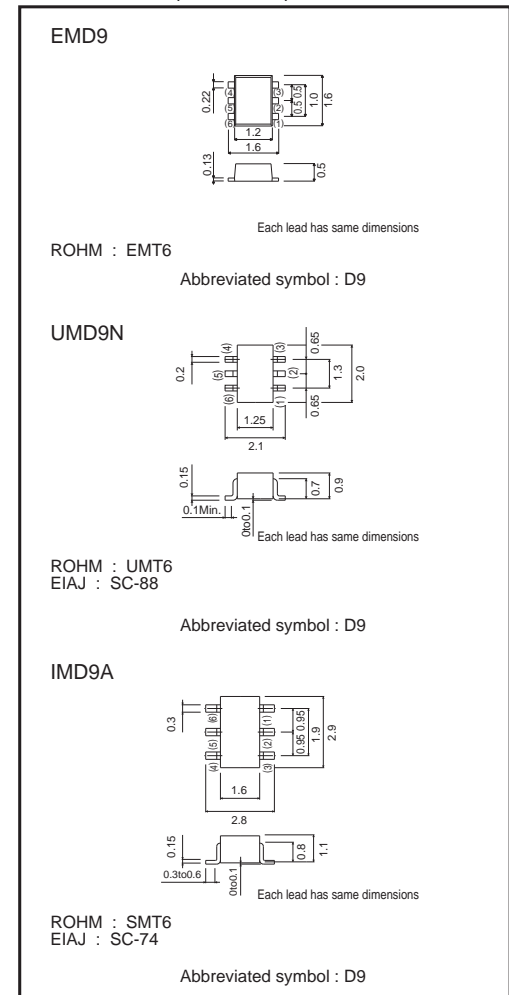 EMD9
0.22
(4) (3)
(5) (2)
(6) (1)
0.5 0.5
1.0
1.6
1.2
1.6
0.13
0.5
Each lead has same dimensions
ROHM : EMT6
Abbreviated symbol : D9
UMD9N
0.2
(4) (3)
(5) (2)
(6) (1)
0.65
0.65
1.3
2.0
1.25
2.1
0.15
0.1Min.
0to0.1
0.7
0.9
Each lead has same dimensions
ROHM : UMT6
EIAJ : SC-88
Abbreviated symbol : D9
IMD9A
0.3
(6) (1)
(5) (2)
(4) (3)
0.95 0.95
1.9
2.9
1.6
2.8
0.15
0.3to0.6
0to0.1
0.8
1.1
Each lead has same dimensions
ROHM : SMT6
EIAJ : SC-74
Abbreviated symbol : D9